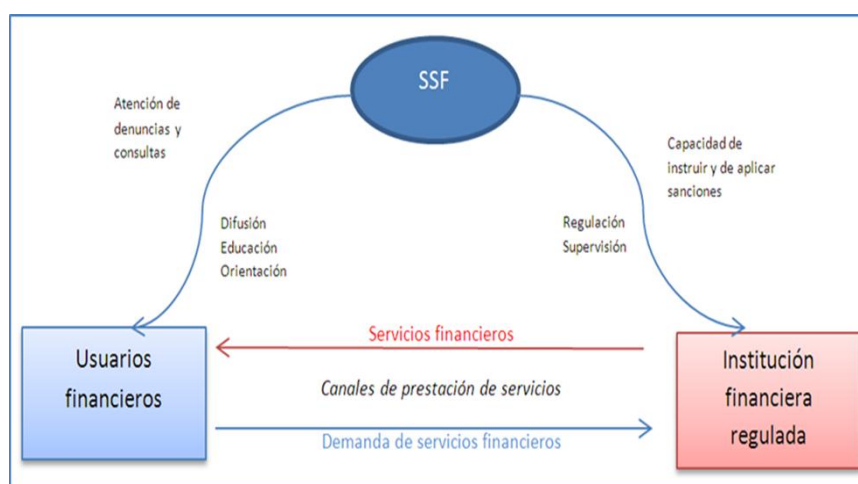 SSF
Atención de
denuncias y
consultas
Capacidad de
instruir y de aplicar
sanciones
Difusión
Educación
Orientación
Regulación
Supervisión
Servicios financieros
Usuarios
financieros
Canales de prestación de servicios
Institución
financiera
regulada
Demanda de servicios financieros